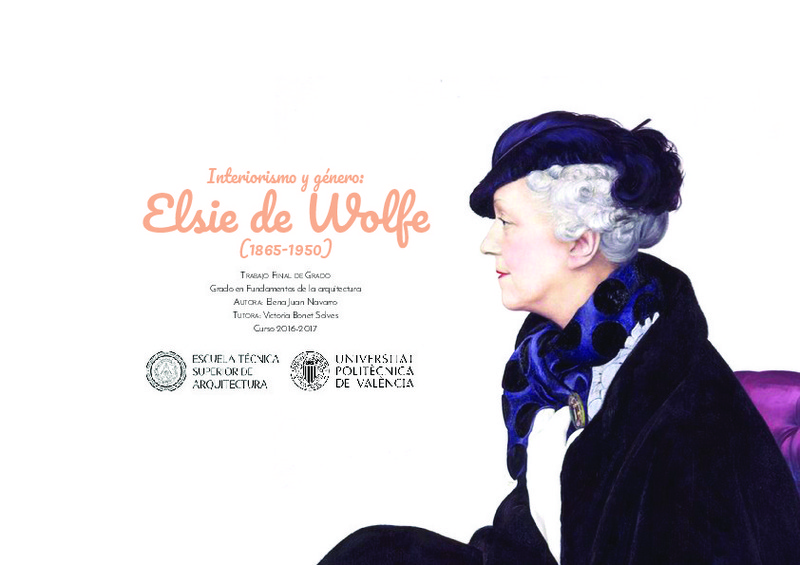 Interiorismo y género:
Elsie de Wolfe
(1865-1950)
Trabajo Final de Grado
Grado en Fundamentos de la arquitectura
Autora: Elena Juan Navarro
Tutora: Victoria Bonet Solves
Curso 2016-2017
ESCUELA TÉCNICA
SUPERIOR DE
ARQUITECTURA
UNIVERSITAT
POLITÈCNICA
DE VALÈNCIA